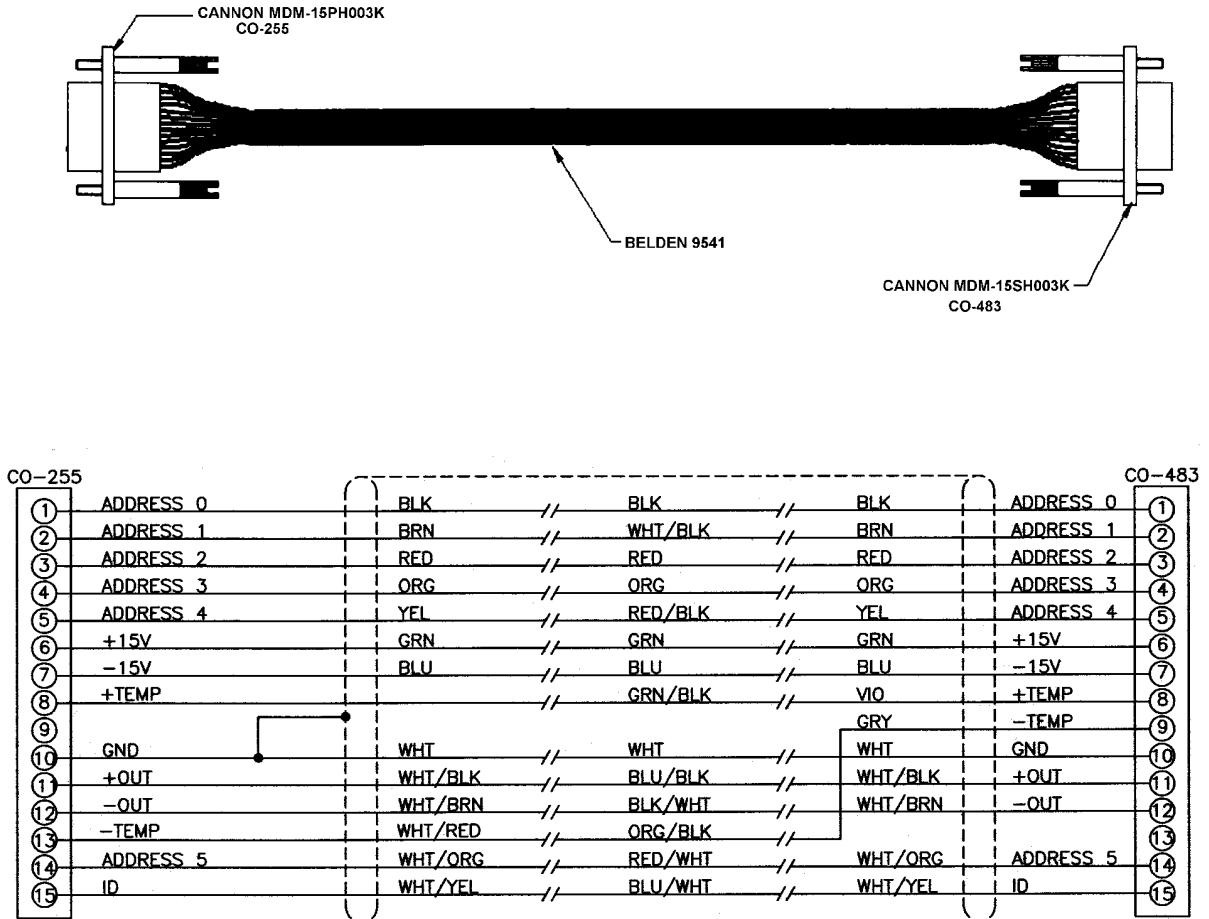 CANNON MDM-15PH003K
CO-255
BELDEN 9541
CANNON MDM-15SH003K
CO-483
CO-255 CO-483
1 ADDRESS 0 BLK BLK BLK ADDRESS 0 1
2 ADDRESS 1 BRN WHT/BLK BRN ADDRESS 1 2
3 ADDRESS 2 RED RED RED ADDRESS 2 3
4 ADDRESS 3 ORG ORG ORG ADDRESS 3 4
5 ADDRESS 4 YEL RED/BLK YEL ADDRESS 4 5
6 +15V GRN GRN GRN +15V 6
7 -15V BLU BLU BLU -15V 7
8 +TEMP GRN/BLK VIO +TEMP 8
9 GRY -TEMP 9
10 GND WHT WHT WHT GND 10
11 +OUT WHT/BLK BLU/BLK WHT/BLK +OUT 11
12 -OUT WHT/BRN BLK/WHT WHT/BRN -OUT 12
13 -TEMP WHT/RED ORG/BLK 13
14 ADDRESS 5 WHT/ORG RED/WHT WHT/ORG ADDRESS 5 14
15 ID WHT/YEL BLU/WHT WHT/YEL ID 15